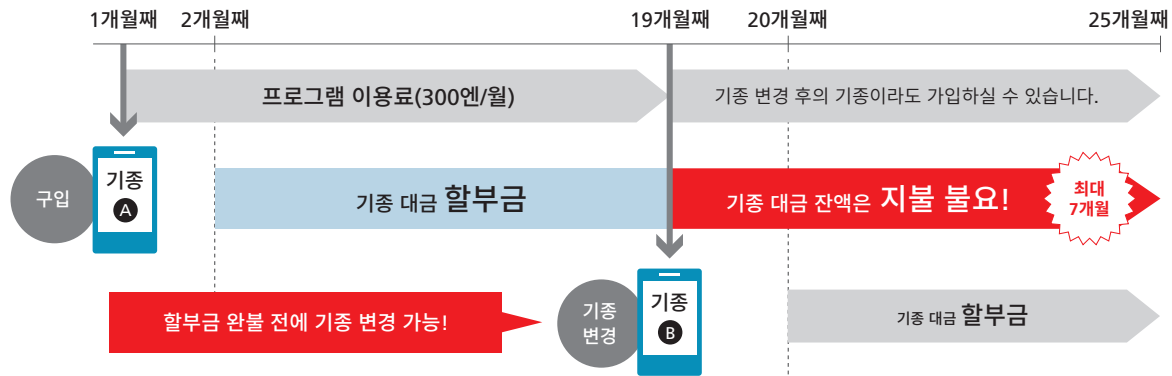 1개월째 2개월째 19개월째 20개월째 25개월째
프로그램 이용료(300엔/월)
기종 변경 후의 기종이라도 가입하실 수 있습니다.
구입
기종
A
기종 대금 할부금
기종 대금 잔액은 지불 불요!
최대
7개월
할부금 완불 전에 기종 변경 가능!
기종
변경
기종
B
기종 대금 할부금